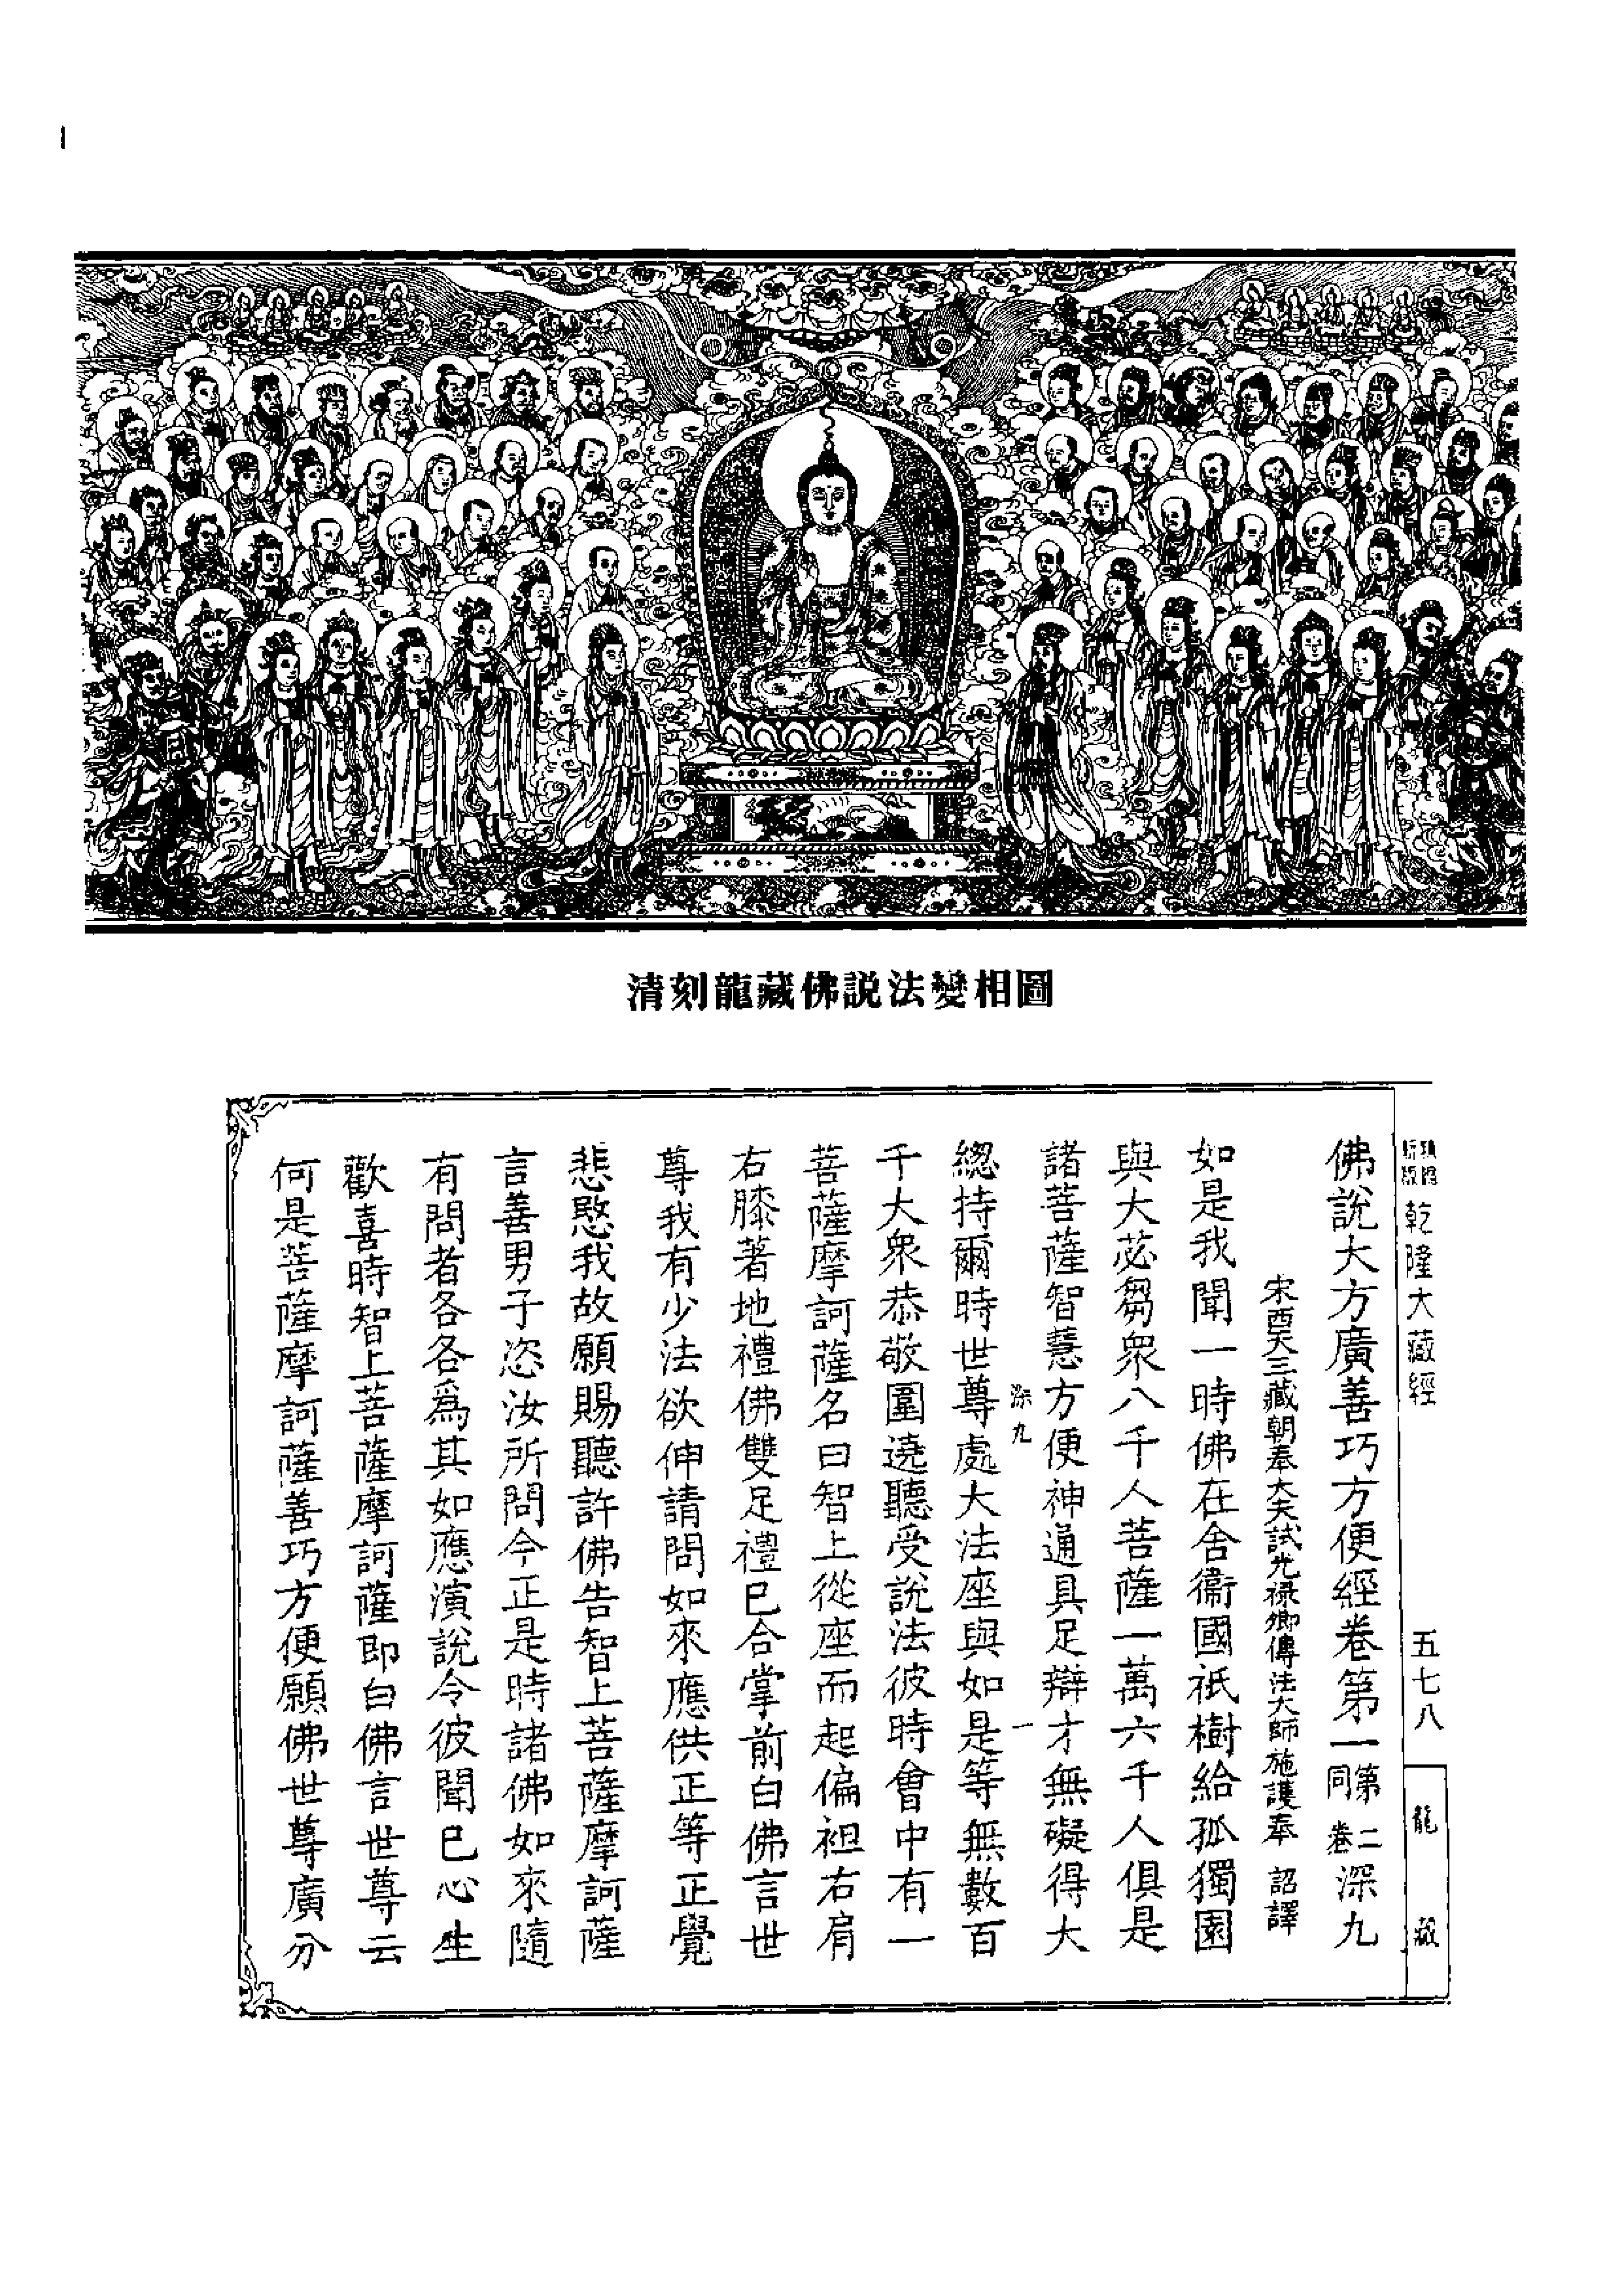 清刻龍藏佛説法變相圖
乾隆大藏經
五七八
龍藏
佛說大方廣善巧方便經卷第一第二同卷深九
宋西天三藏朝奉大夫試光祿卿傳法大師施護奉 詔譯
如是我聞一時佛在舍衞國祇樹給孤獨園
與大苾芻衆八千人菩薩一萬六千人俱是
諸菩薩智慧方便神通具足辯才無礙得大
深九 一
總持爾時世尊處大法座與如是等無數百
千大衆恭敬圍遶聽受說法彼時會中有一
菩薩摩訶薩名曰智上從座而起偏袒右肩
右膝著地禮佛雙足禮已合掌前白佛言世
尊我有少法欲伸請問如來應供正等正覺
悲愍我故願賜聽許佛告智上菩薩摩訶薩
言善男子恣汝所問今正是時諸佛如來隨
有問者各各爲其如應演說令彼聞已心生
歡喜時智上菩薩摩訶薩即白佛言世尊云
何是菩薩摩訶薩善巧方便願佛世尊廣分